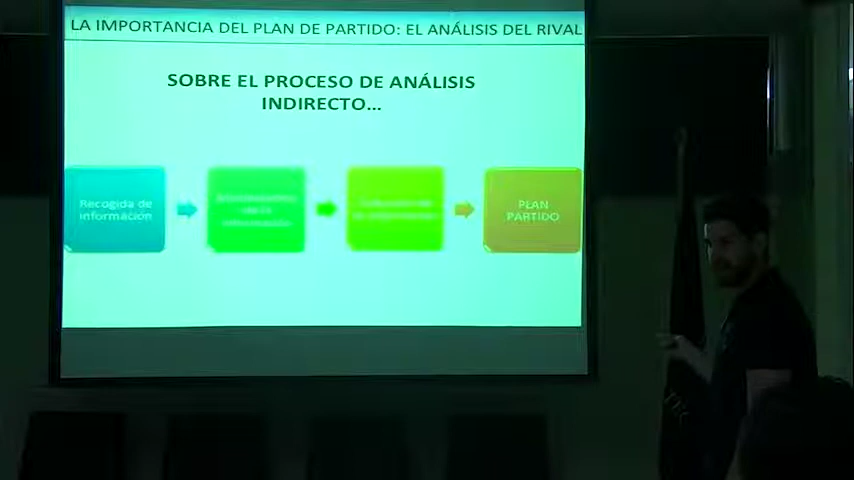 LA IMPORTANCIA DEL PLAN DE PARTIDO: EL ANÁLISIS DEL RIVAL
SOBRE EL PROCESO DE ANÁLISIS
INDIRECTO...
Recogida de
información
PLAN
PARTIDO